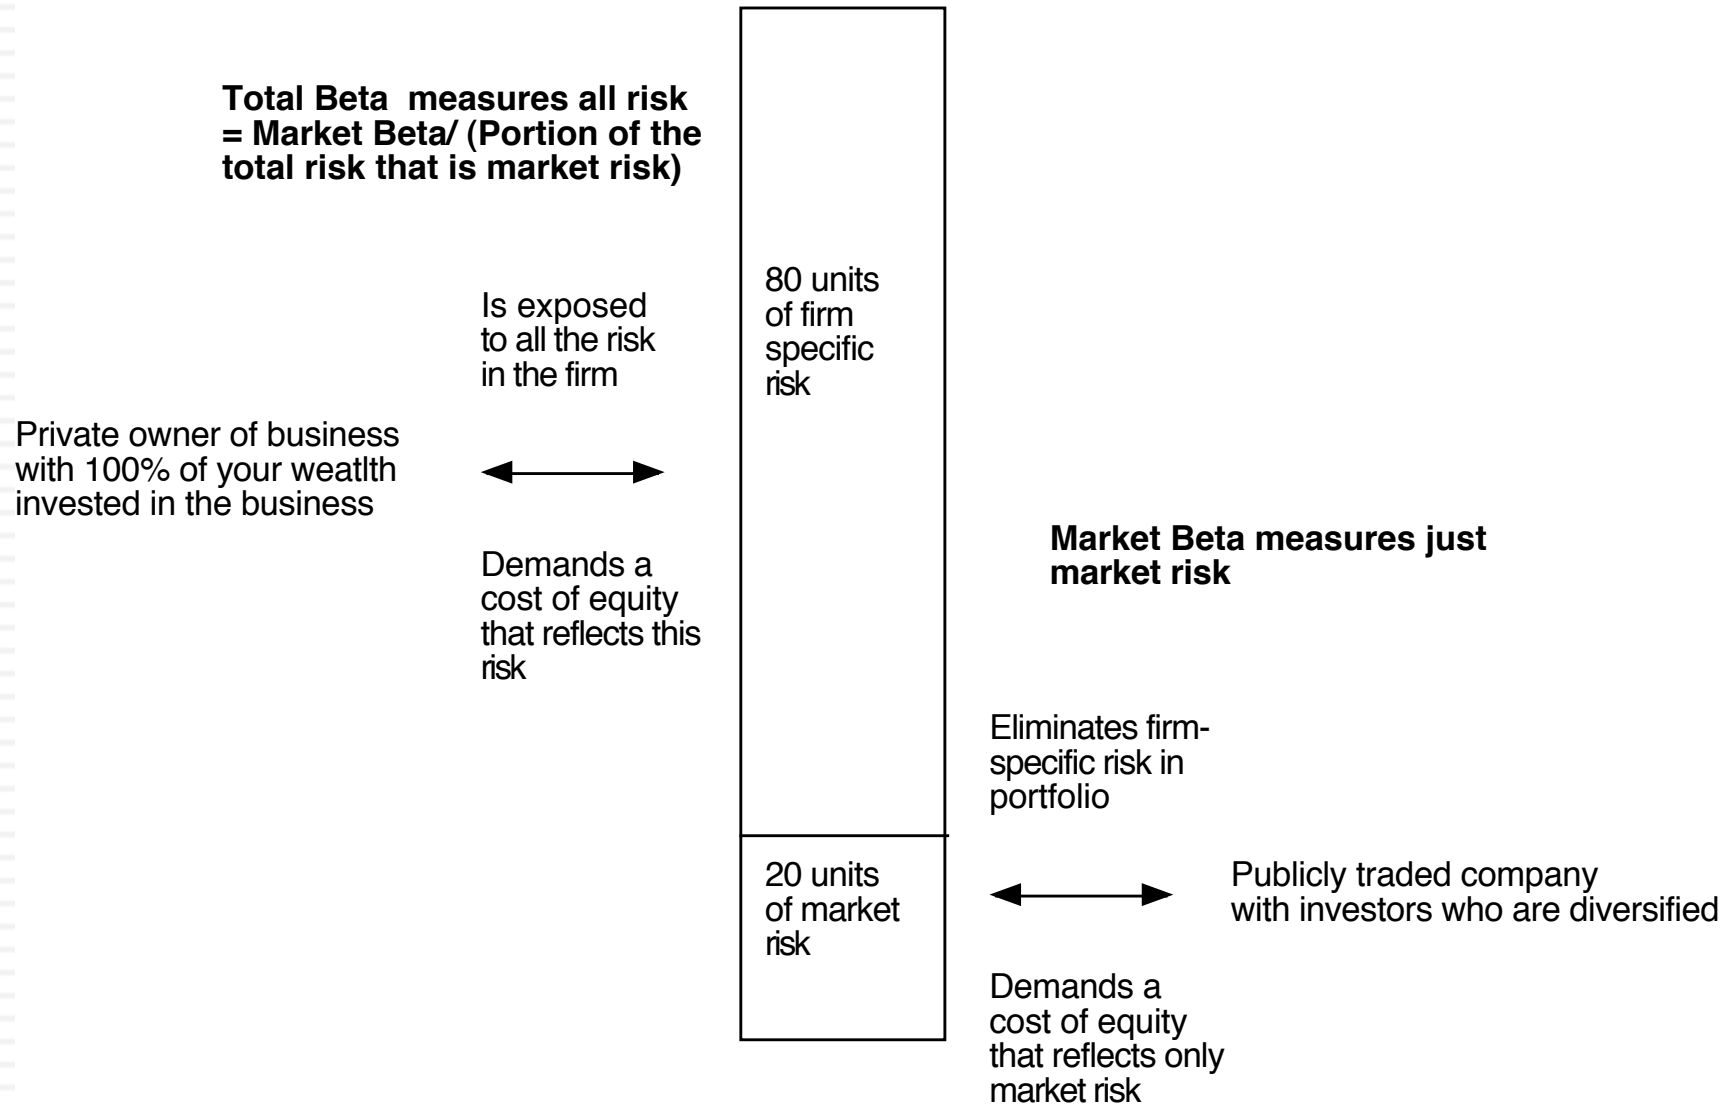 Total Beta measures all risk
= Market Beta/ (Portion of the
total risk that is market risk)
80 units
of firm
specific
risk
Is exposed
to all the risk
in the firm
Private owner of business
with 100% of your weatlth
invested in the business
Demands a
cost of equity
that reflects this
risk
Market Beta measures just
market risk
Eliminates firm-
specific risk in
portfolio
20 units
of market
risk
Publicly traded company
with investors who are diversified
Demands a
cost of equity
that reflects only
market risk